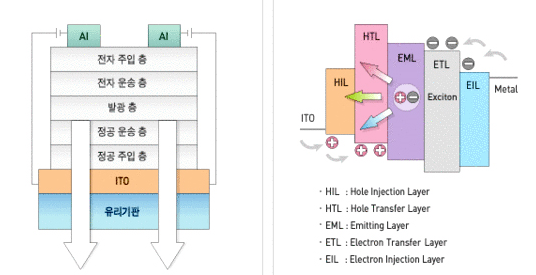 Al
Al
전자 주입 층
전자 운송 층
발광 층
정공 운송 층
정공 주입 층
ITO
유리기판
HTL
EML
ETL
HIL
EIL
Metal
Exciton
ITO
· HIL : Hole Injection Layer
· HTL : Hole Transfer Layer
· EML : Emitting Layer
· ETL : Electron Transfer Layer
· EIL : Electron Injection Layer